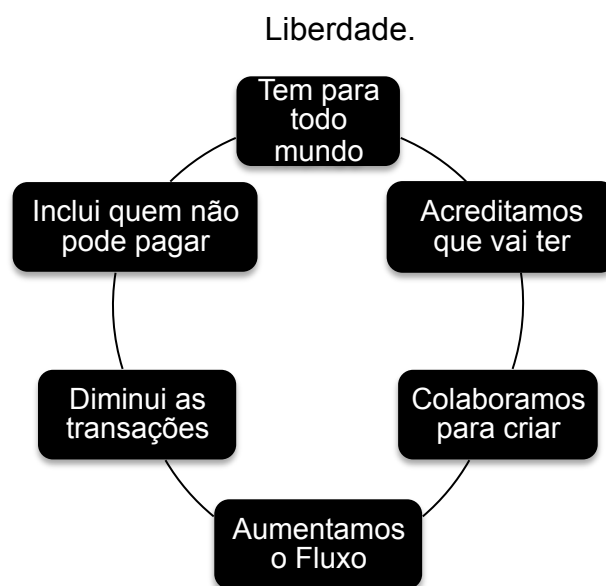 Liberdade.
Tem para
todo
mundo
Acreditamos
que vai ter
Colaboramos
para criar
Aumentamos
o Fluxo
Diminui as
transações
Inclui quem não
pode pagar